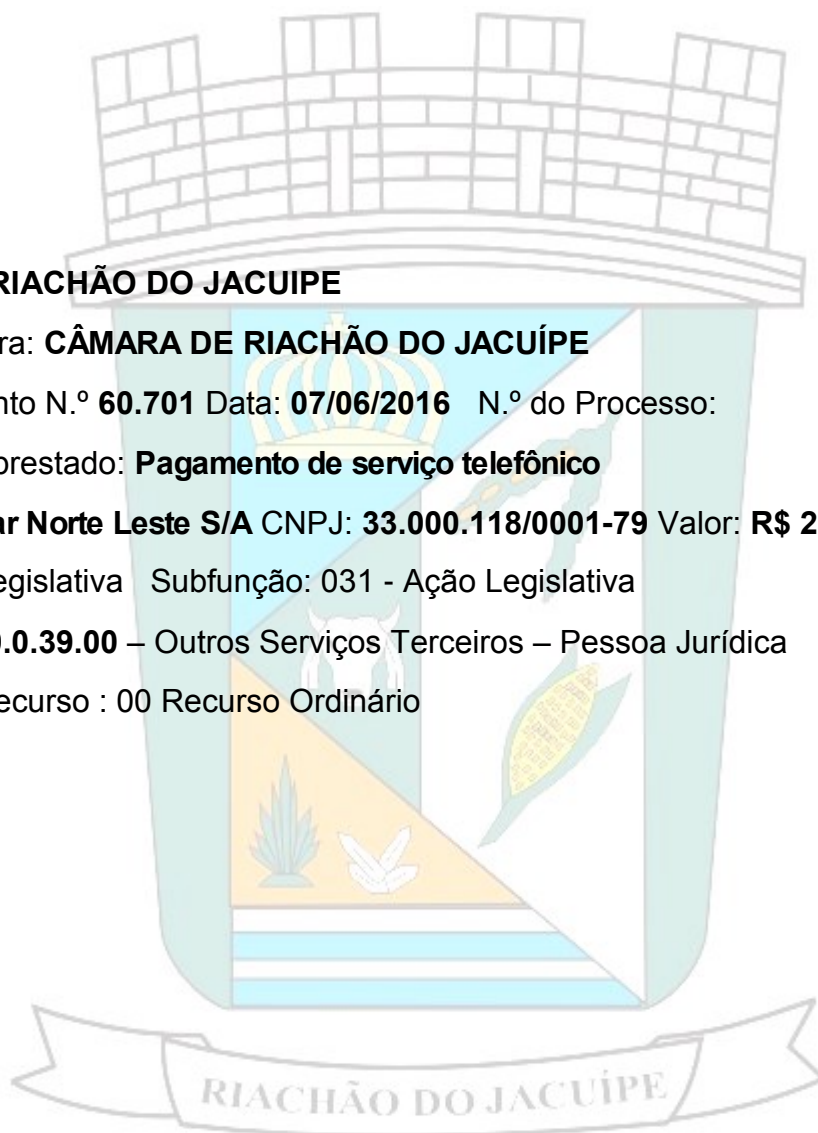 RIACHÃO DO JACUIPE
ra: CÂMARA DE RIACHÃO DO JACUÍPE
nto N.º 60.701 Data: 07/06/2016 N.º do Processo:
prestado: Pagamento de serviço telefônico
ar Norte Leste S/A CNPJ: 33.000.118/0001-79 Valor: R$ 2
egislativa Subfunção: 031 - Ação Legislativa
0.0.39.00 – Outros Serviços Terceiros – Pessoa Jurídica
ecurso : 00 Recurso Ordinário
RIACHÃO DO JACUÍPE